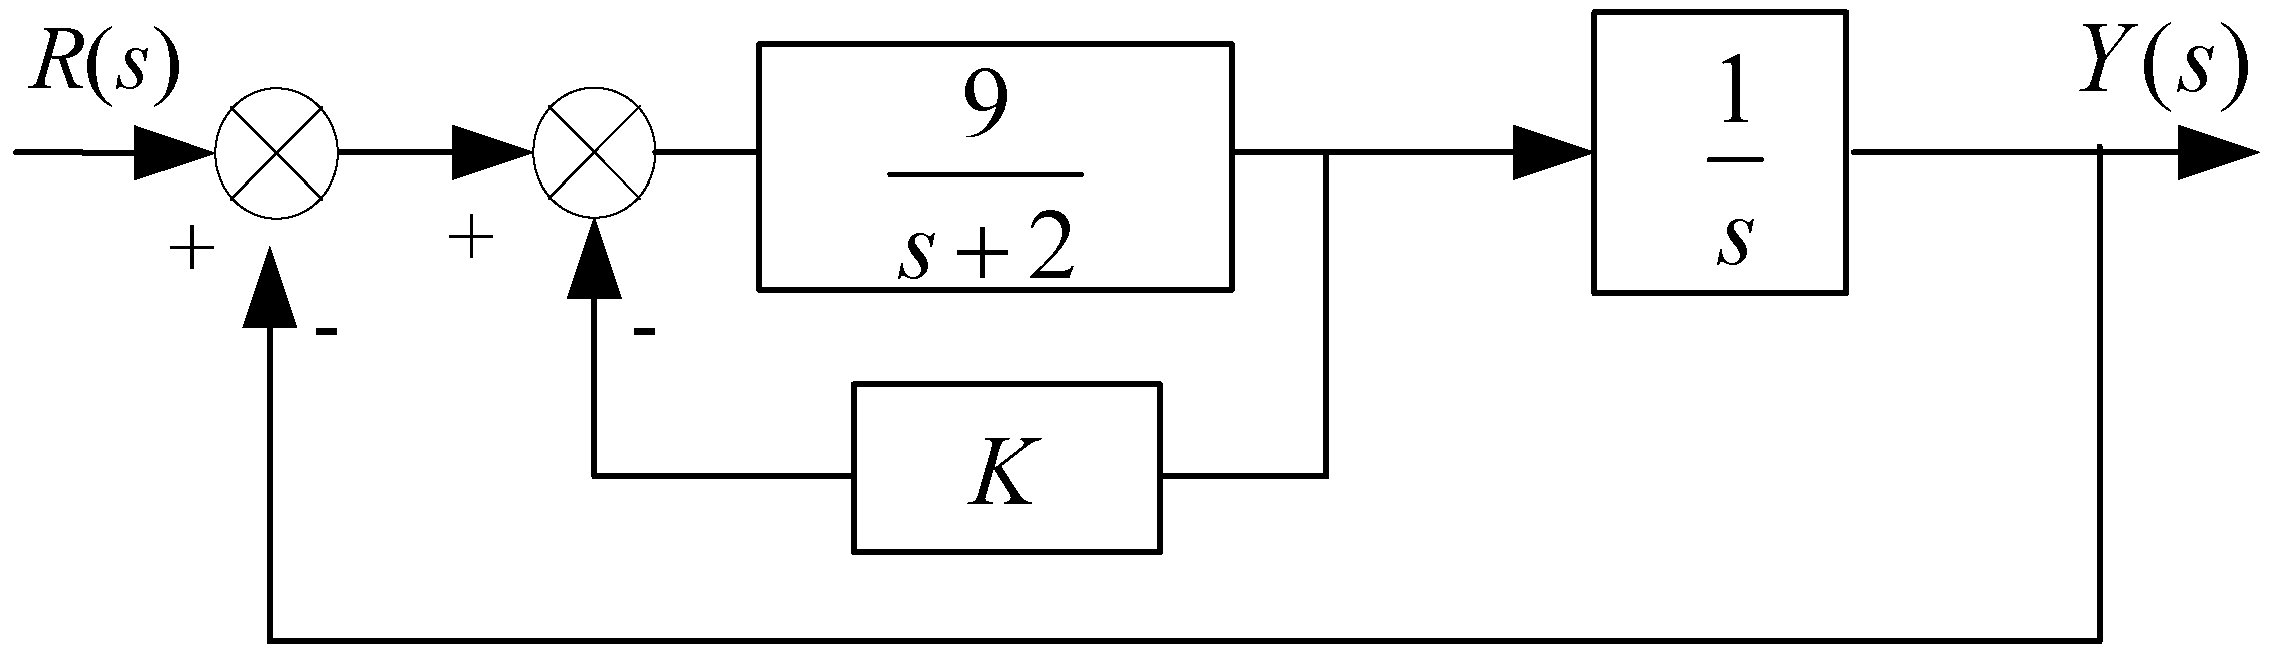 R(s)
+
-
+
-
9
s+2
K
1
s
Y(s)